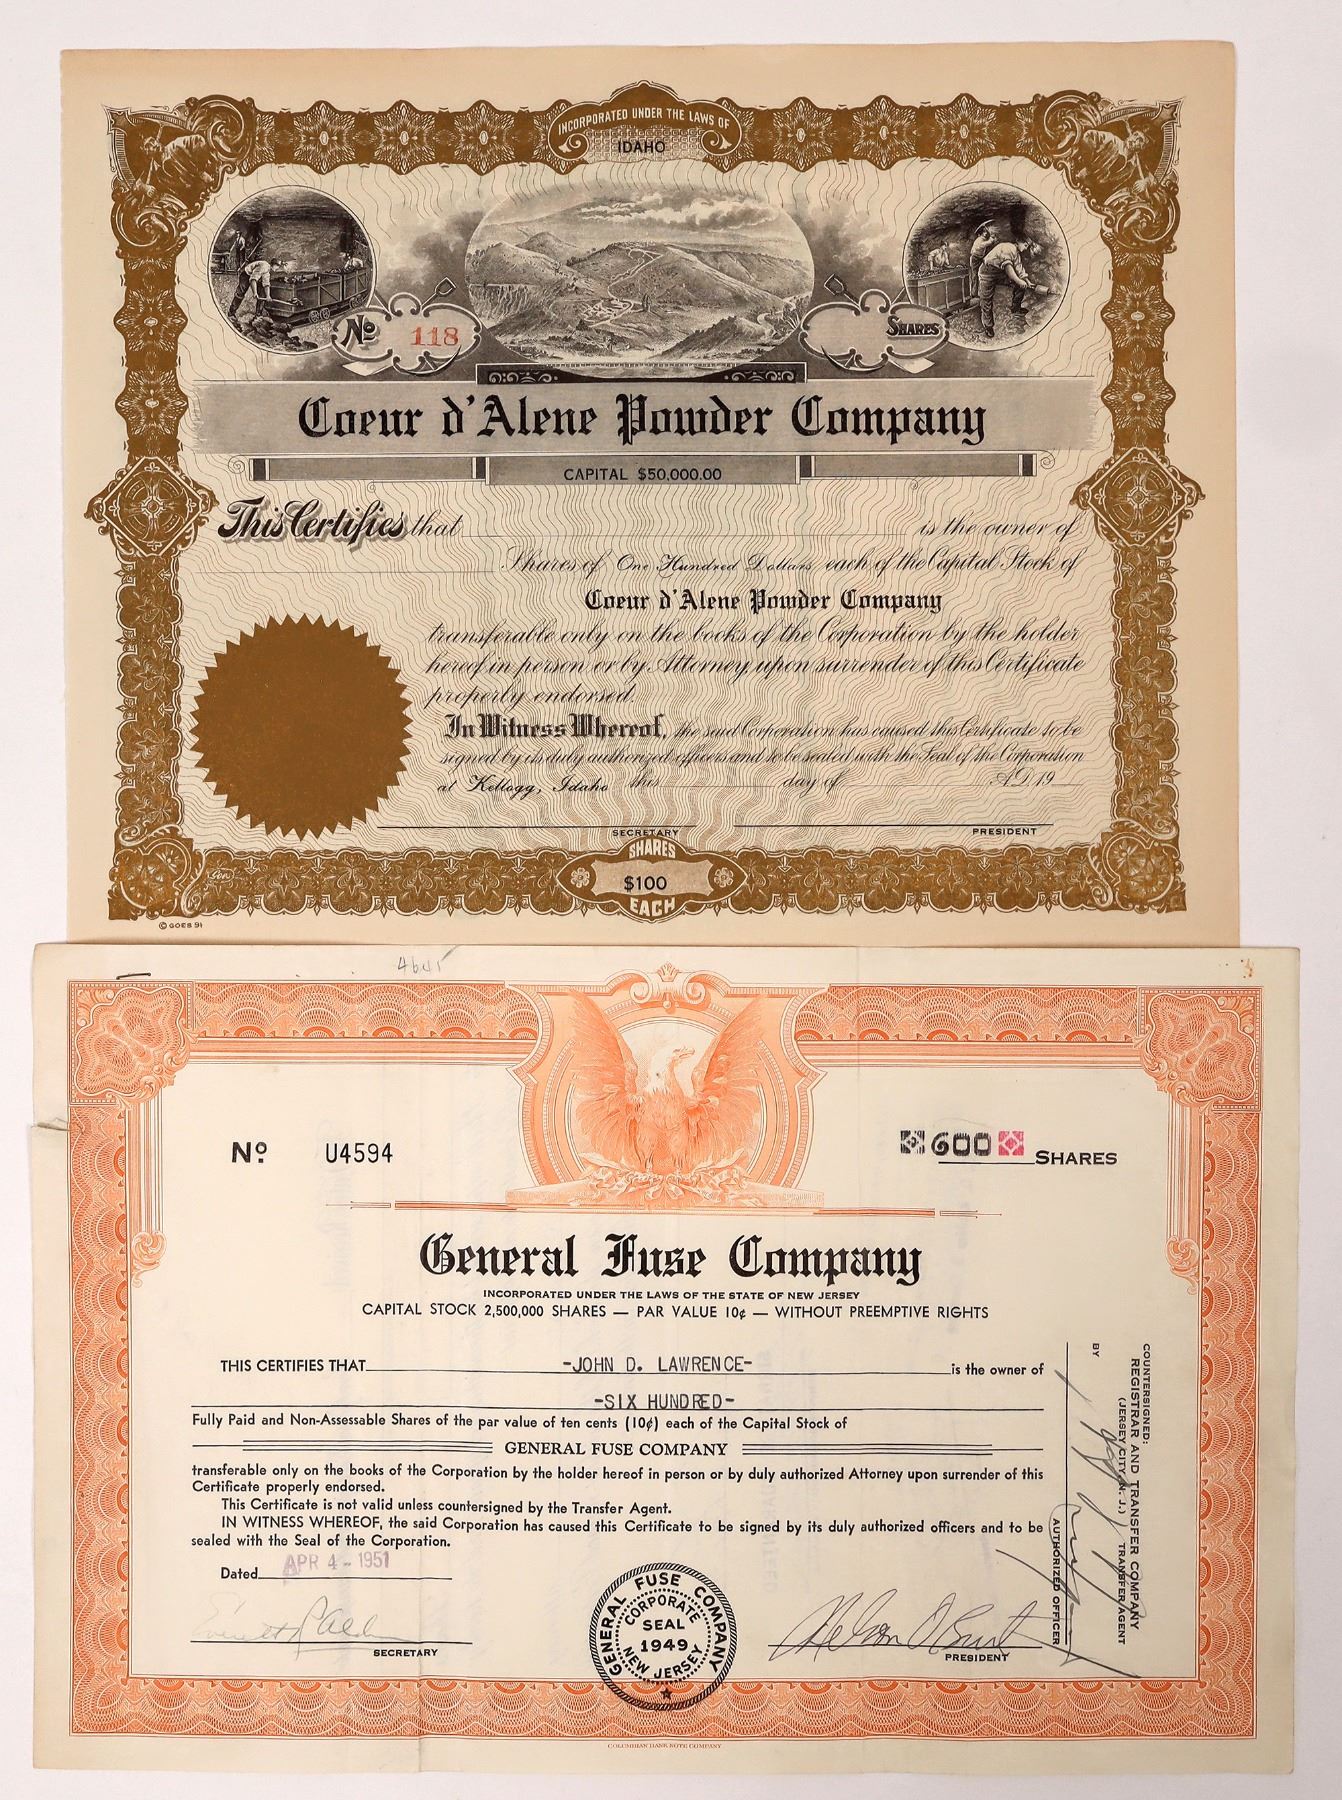 INCORPORATED UNDER THE LAWS OF
IDAHO
No 118
SHARES
Coeur d'Alene Powder Company
CAPITAL $50,000.00
This Certifies that is the owner of
Shares of One Hundred Dollars each of the Capital Stock of
Coeur d'Alene Powder Company
transferable only on the books of the Corporation by the holder
hereof in person or by Attorney, upon surrender of this Certificate
properly endorsed.
In Witness Whereof, the said Corporation has caused this Certificate to be
signed by its duly authorized officers and to be sealed with the Seal of the Corporation
at Kellogg, Idaho this day of A.D. 19
SECRETARY PRESIDENT
SHARES
$100
EACH
Goes
© GOES 91
No U4594
600 SHARES
General Fuse Company
INCORPORATED UNDER THE LAWS OF THE STATE OF NEW JERSEY
CAPITAL STOCK 2,500,000 SHARES — PAR VALUE 10¢ — WITHOUT PREEMPTIVE RIGHTS
THIS CERTIFIES THAT -JOHN D. LAWRENCE- is the owner of
-SIX HUNDRED-
Fully Paid and Non-Assessable Shares of the par value of ten cents (10¢) each of the Capital Stock of
GENERAL FUSE COMPANY
transferable only on the books of the Corporation by the holder hereof in person or by duly authorized Attorney upon surrender of this
Certificate properly endorsed.
This Certificate is not valid unless countersigned by the Transfer Agent.
IN WITNESS WHEREOF, the said Corporation has caused this Certificate to be signed by its duly authorized officers and to be
sealed with the Seal of the Corporation.
Dated APR 4 - 1951
SECRETARY
GENERAL FUSE COMPANY
CORPORATE
SEAL
1949
NEW JERSEY
PRESIDENT
COUNTERSIGNED:
REGISTRAR AND TRANSFER COMPANY
(JERSEY CITY, N. J.) TRANSFER AGENT
BY
AUTHORIZED OFFICER
COLUMBIAN BANK NOTE COMPANY